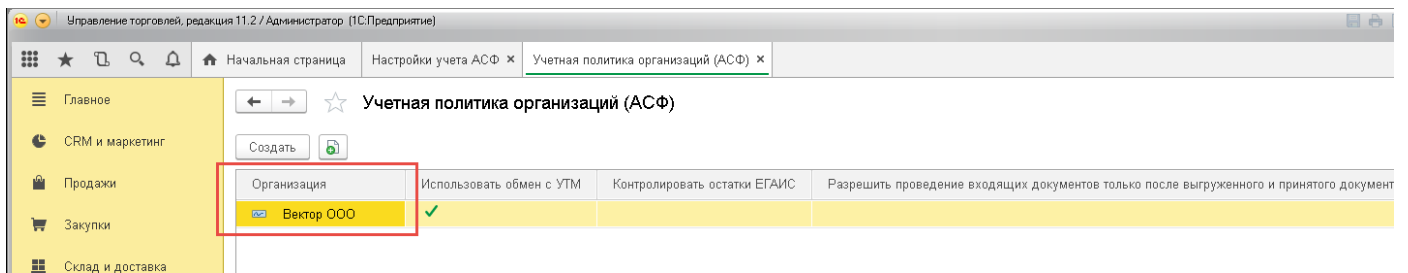 Управление торговлей, редакция 11.2 / Администратор (1С:Предприятие)
Начальная страница Настройки учета АСФ × Учетная политика организаций (АСФ) ×
Главное
Учетная политика организаций (АСФ)
CRM и маркетинг
Создать
Продажи
Организация Использовать обмен с УТМ Контролировать остатки ЕГАИС Разрешить проведение входящих документов только после выгруженного и принятого документ
Вектор ООО
Закупки
Склад и доставка